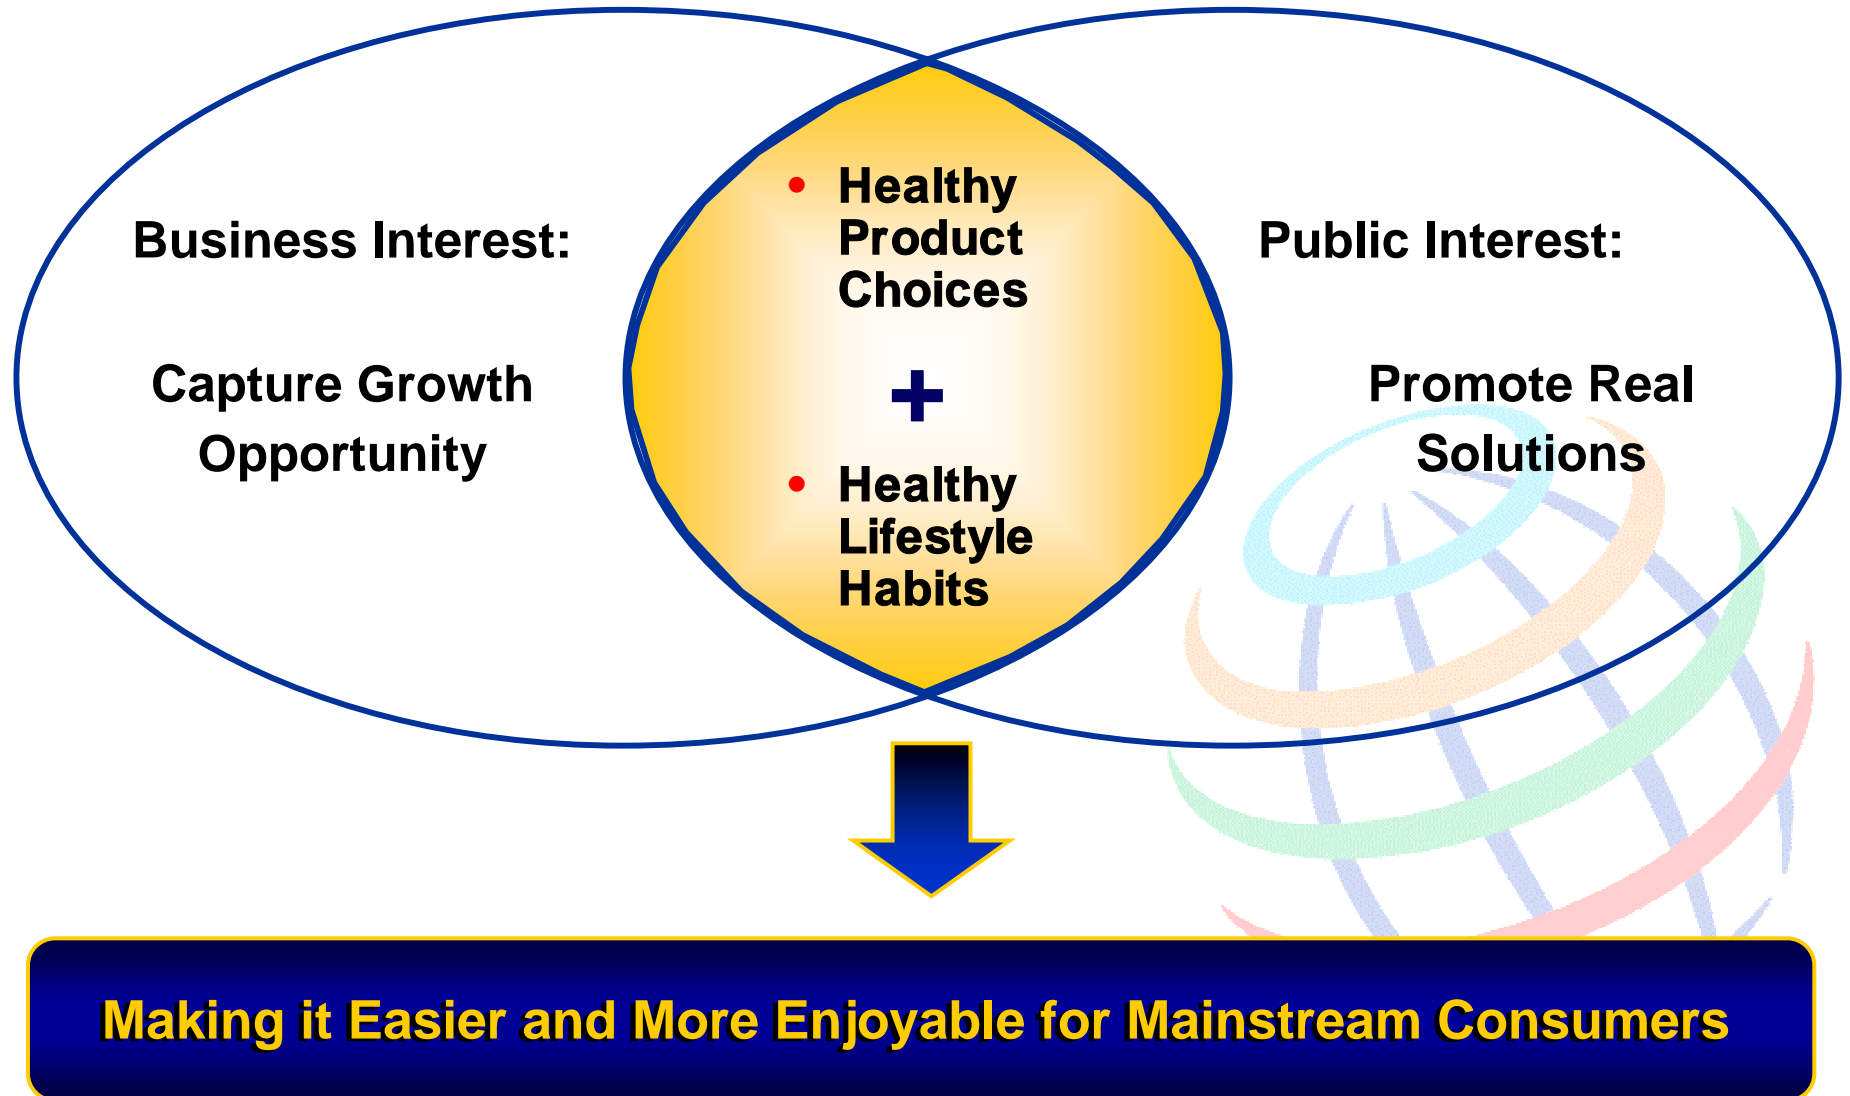 Business Interest:
Capture Growth
Opportunity
• Healthy
Product
Choices
+
• Healthy
Lifestyle
Habits
Public Interest:
Promote Real
Solutions
Making it Easier and More Enjoyable for Mainstream Consumers